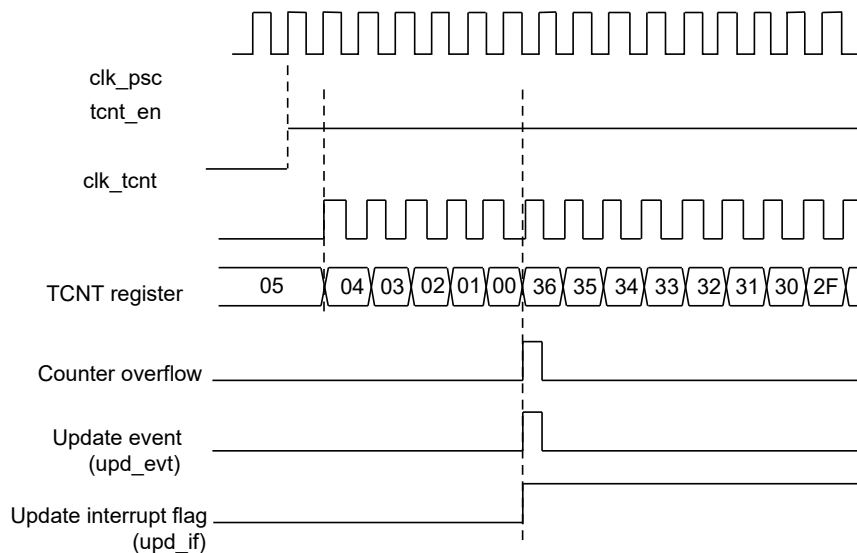 clk_psc
tcnt_en
clk_tcnt
TCNT register
05 04 03 02 01 00 36 35 34 33 32 31 30 2F
Counter overflow
Update event
(upd_evt)
Update interrupt flag
(upd_if)